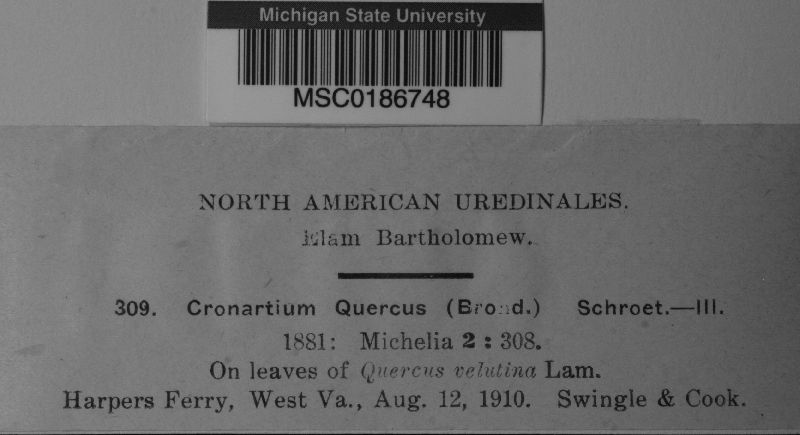 Michigan State University
MSC0186748
NORTH AMERICAN UREDINALES.
Elam Bartholomew.
309. Cronartium Quercus (Brond.) Schroet.—III.
1881: Michelia 2 : 308.
On leaves of Quercus velutina Lam.
Harpers Ferry, West Va., Aug. 12, 1910. Swingle & Cook.